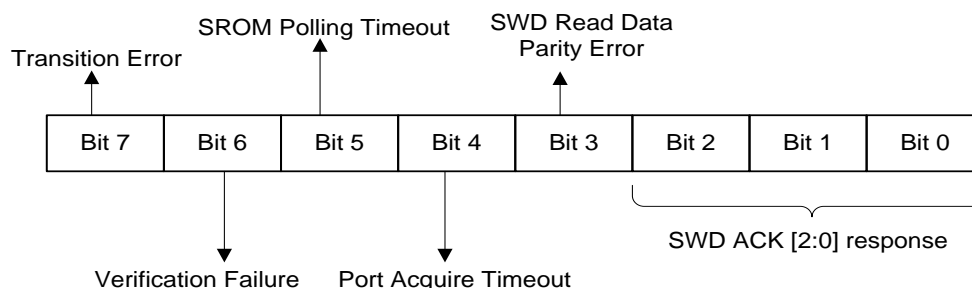 SROM Polling Timeout
SWD Read Data
Parity Error
Transition Error
Bit 7 Bit 6 Bit 5 Bit 4 Bit 3 Bit 2 Bit 1 Bit 0
SWD ACK [2:0] response
Verification Failure Port Acquire Timeout